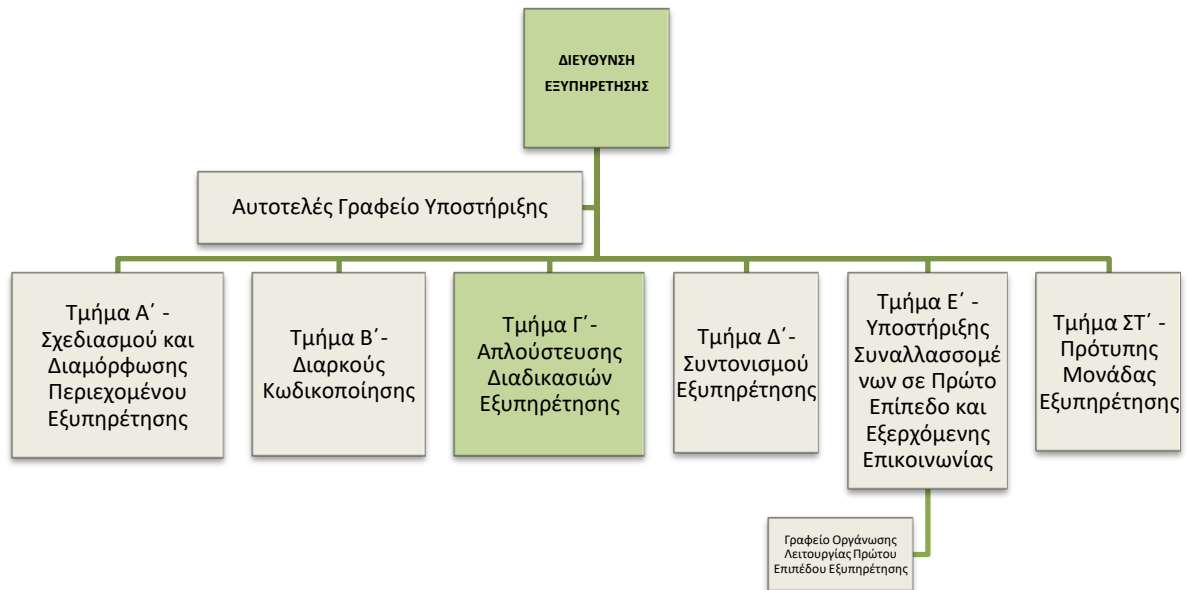 ΔΙΕΥΘΥΝΣΗ
ΕΞΥΠΗΡΕΤΗΣΗΣ
Αυτοτελές Γραφείο Υποστήριξης
Τμήμα Α΄ -
Σχεδιασμού και
Διαμόρφωσης
Περιεχομένου
Εξυπηρέτησης
Τμήμα Β΄-
Διαρκούς
Κωδικοποίησης
Τμήμα Γ΄-
Απλούστευσης
Διαδικασιών
Εξυπηρέτησης
Τμήμα Δ΄-
Συντονισμού
Εξυπηρέτησης
Τμήμα Ε΄ -
Υποστήριξης
Συναλλασσομέ
νων σε Πρώτο
Επίπεδο και
Εξερχόμενης
Επικοινωνίας
Τμήμα ΣΤ΄ -
Πρότυπης
Μονάδας
Εξυπηρέτησης
Γραφείο Οργάνωσης
Λειτουργίας Πρώτου
Επιπέδου Εξυπηρέτησης